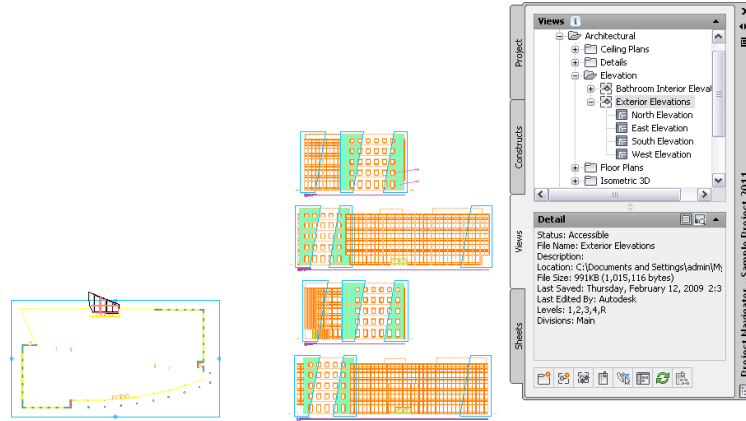 Views
Architectural
Ceiling Plans
Details
Elevation
Bathroom Interior Eleva
Exterior Elevations
North Elevation
East Elevation
South Elevation
West Elevation
Floor Plans
Isometric 3D
Detail
Status: Accessible
File Name: Exterior Elevations
Description:
Location: C:\Documents and Settings\admin\My
File Size: 991KB (1,015,116 bytes)
Last Saved: Thursday, February 12, 2009 2:3
Last Edited By: Autodesk
Levels: 1,2,3,4,R
Divisions: Main
Project
Constructs
Views
Sheets
Project Navigator - Sample Project 2011